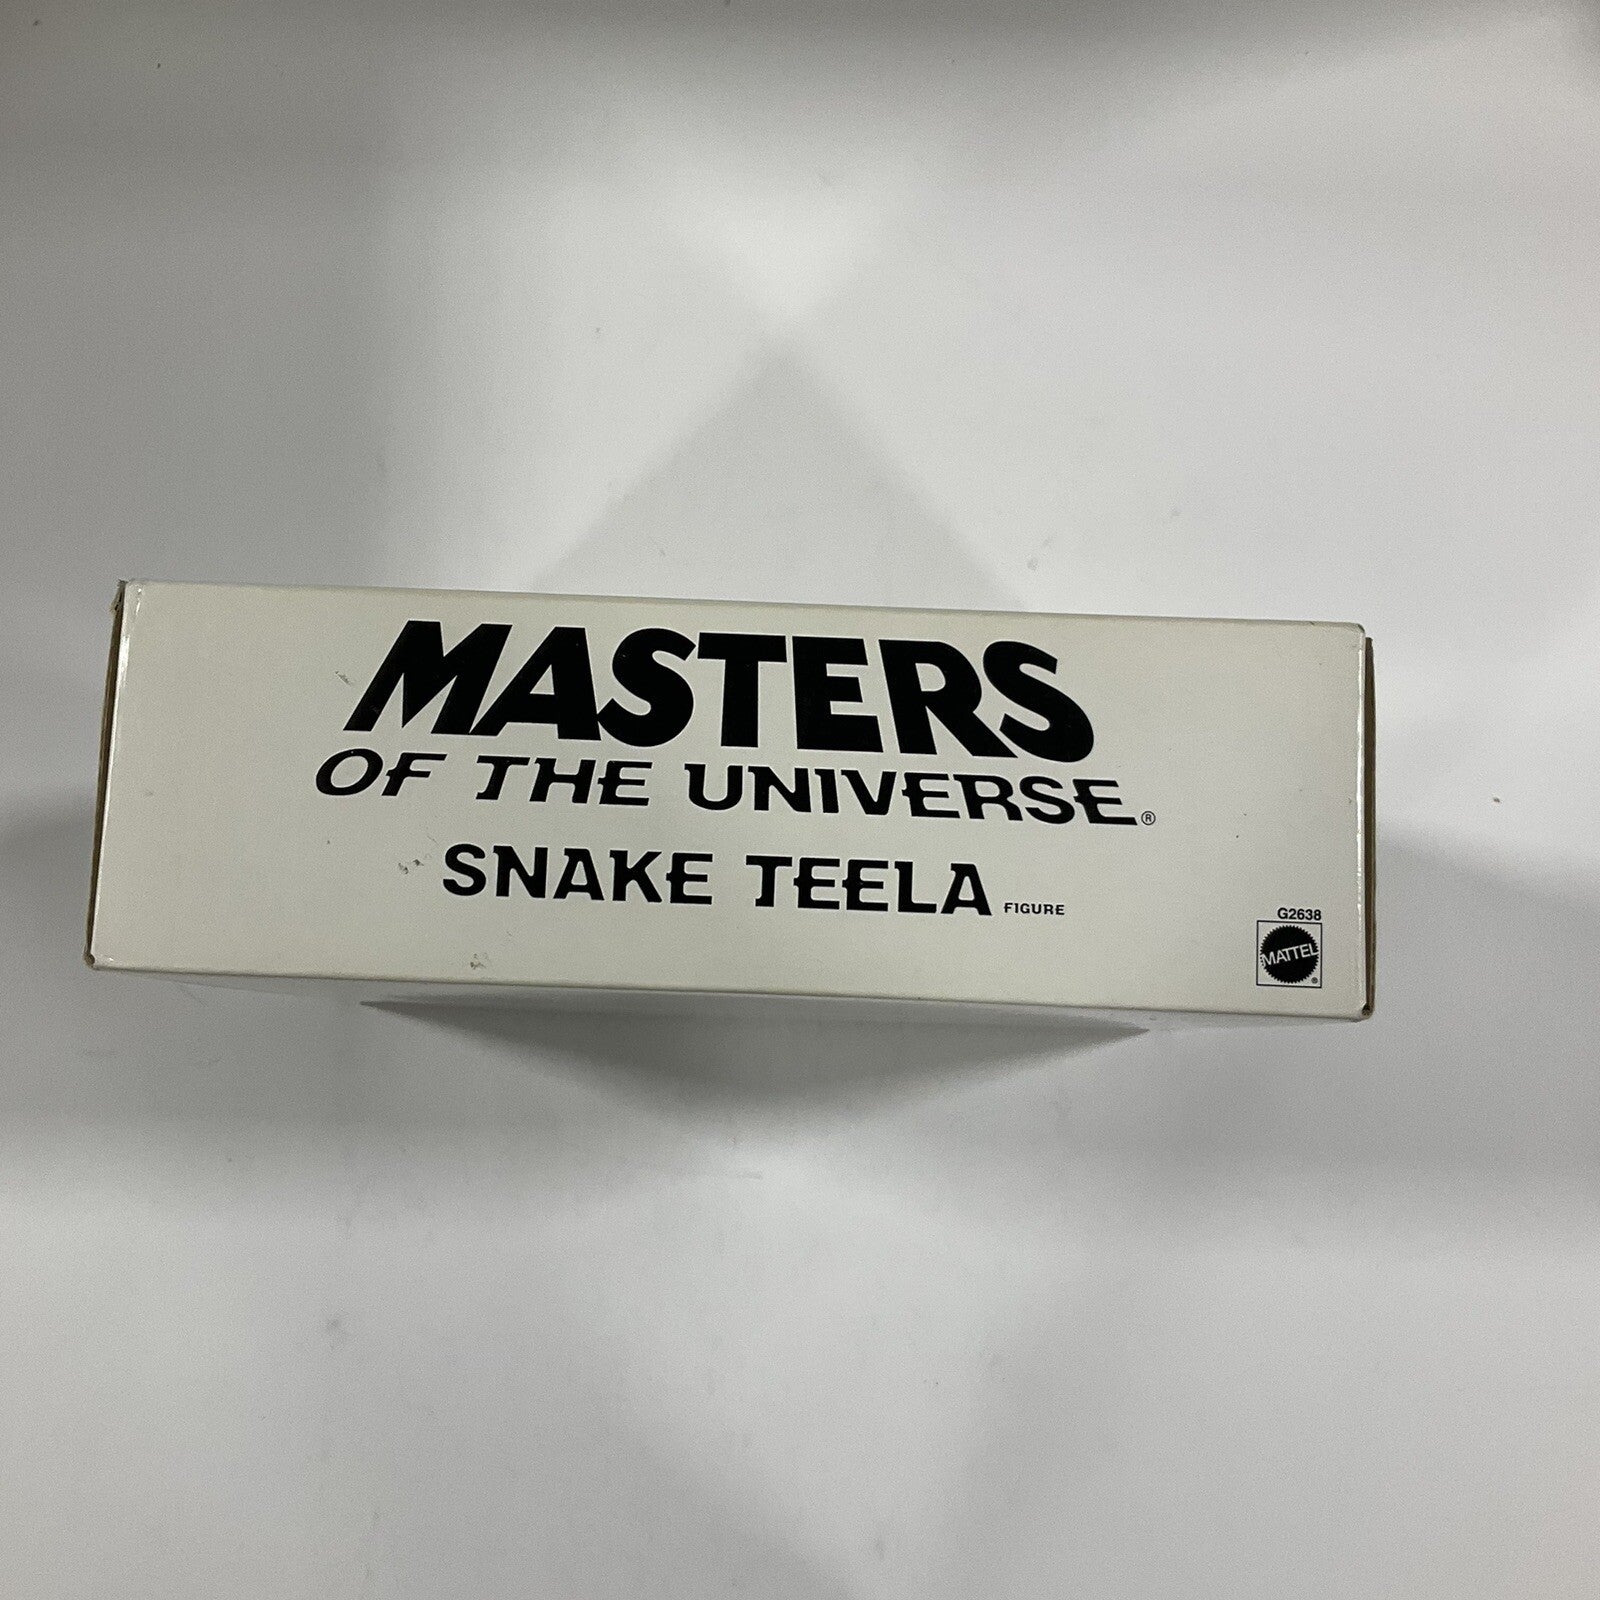 MASTERS
OF THE UNIVERSE®
SNAKE TEELA FIGURE
G2638
MATTEL®